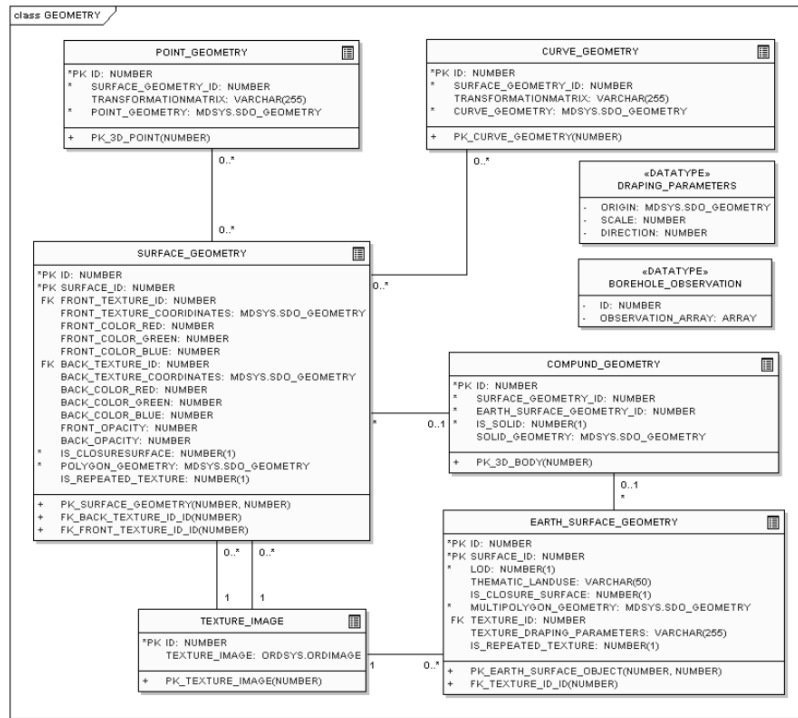 class GEOMETRY
POINT_GEOMETRY
*PK ID: NUMBER
* SURFACE_GEOMETRY_ID: NUMBER
TRANSFORMATIONMATRIX: VARCHAR(255)
* POINT_GEOMETRY: MDSYS.SDO_GEOMETRY
+ PK_3D_POINT(NUMBER)
CURVE_GEOMETRY
*PK ID: NUMBER
* SURFACE_GEOMETRY_ID: NUMBER
TRANSFORMATIONMATRIX: VARCHAR(255)
* CURVE_GEOMETRY: MDSYS.SDO_GEOMETRY
+ PK_CURVE_GEOMETRY(NUMBER)
0..*
0..*
0..*
0..*
«DATATYPE»
DRAPING_PARAMETERS
- ORIGIN: MDSYS.SDO_GEOMETRY
- SCALE: NUMBER
- DIRECTION: NUMBER
«DATATYPE»
BOREHOLE_OBSERVATION
- ID: NUMBER
- OBSERVATION_ARRAY: ARRAY
SURFACE_GEOMETRY
*PK ID: NUMBER
*PK SURFACE_ID: NUMBER
FK FRONT_TEXTURE_ID: NUMBER
FRONT_TEXTURE_COORIDINATES: MDSYS.SDO_GEOMETRY
FRONT_COLOR_RED: NUMBER
FRONT_COLOR_GREEN: NUMBER
FRONT_COLOR_BLUE: NUMBER
FK BACK_TEXTURE_ID: NUMBER
BACK_TEXTURE_COORDINATES: MDSYS.SDO_GEOMETRY
BACK_COLOR_RED: NUMBER
BACK_COLOR_GREEN: NUMBER
BACK_COLOR_BLUE: NUMBER
FRONT_OPACITY: NUMBER
BACK_OPACITY: NUMBER
* IS_CLOSURESURFACE: NUMBER(1)
* POLYGON_GEOMETRY: MDSYS.SDO_GEOMETRY
IS_REPEATED_TEXTURE: NUMBER(1)
+ PK_SURFACE_GEOMETRY(NUMBER, NUMBER)
+ FK_BACK_TEXTURE_ID_ID(NUMBER)
+ FK_FRONT_TEXTURE_ID_ID(NUMBER)
*
0..1
COMPUND_GEOMETRY
*PK ID: NUMBER
* SURFACE_GEOMETRY_ID: NUMBER
* EARTH_SURFACE_GEOMETRY_ID: NUMBER
* IS_SOLID: NUMBER(1)
SOLID_GEOMETRY: MDSYS.SDO_GEOMETRY
+ PK_3D_BODY(NUMBER)
0..1
*
EARTH_SURFACE_GEOMETRY
*PK ID: NUMBER
*PK SURFACE_ID: NUMBER
* LOD: NUMBER(1)
THEMATIC_LANDUSE: VARCHAR(50)
IS_CLOSURE_SURFACE: NUMBER(1)
* MULTIPOLYGON_GEOMETRY: MDSYS.SDO_GEOMETRY
FK TEXTURE_ID: NUMBER
TEXTURE_DRAPING_PARAMETERS: VARCHAR(255)
IS_REPEATED_TEXTURE: NUMBER(1)
+ PK_EARTH_SURFACE_OBJECT(NUMBER, NUMBER)
+ FK_TEXTURE_ID_ID(NUMBER)
0..* 0..*
1 1
TEXTURE_IMAGE
*PK ID: NUMBER
TEXTURE_IMAGE: ORDSYS.ORDIMAGE
+ PK_TEXTURE_IMAGE(NUMBER)
1 0..*